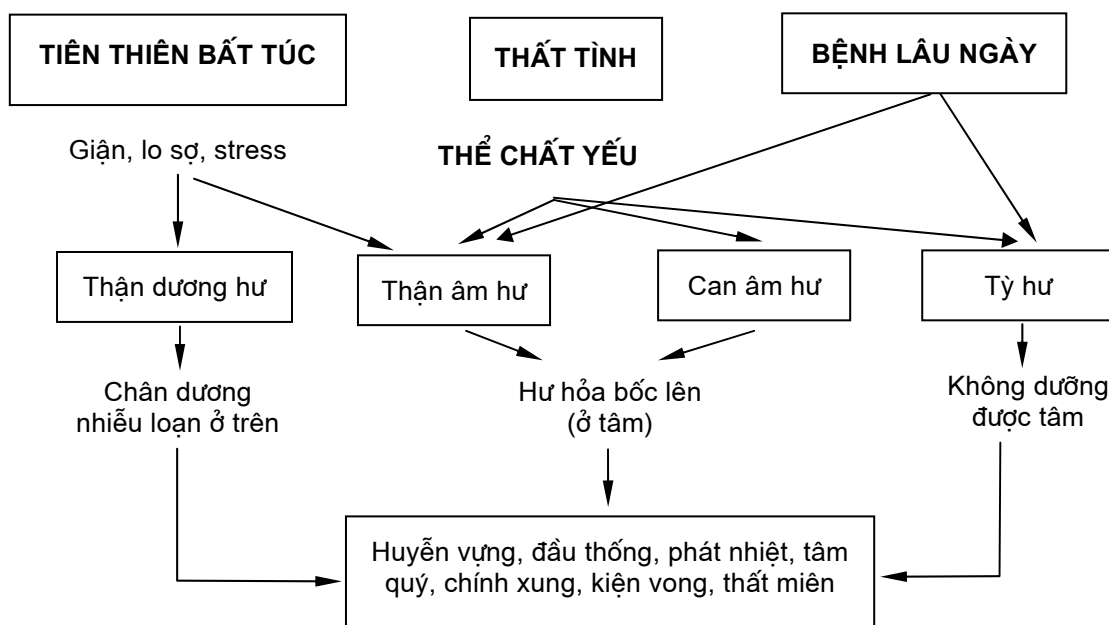 TIÊN THIÊN BẤT TÚC
THẤT TÌNH
BỆNH LÂU NGÀY
Giận, lo sợ, stress
THỂ CHẤT YẾU
Thận dương hư
Thận âm hư
Can âm hư
Tỳ hư
Chân dương
nhiễu loạn ở trên
Hư hỏa bốc lên
(ở tâm)
Không dưỡng
được tâm
Huyễn vựng, đầu thống, phát nhiệt, tâm
quý, chính xung, kiện vong, thất miên